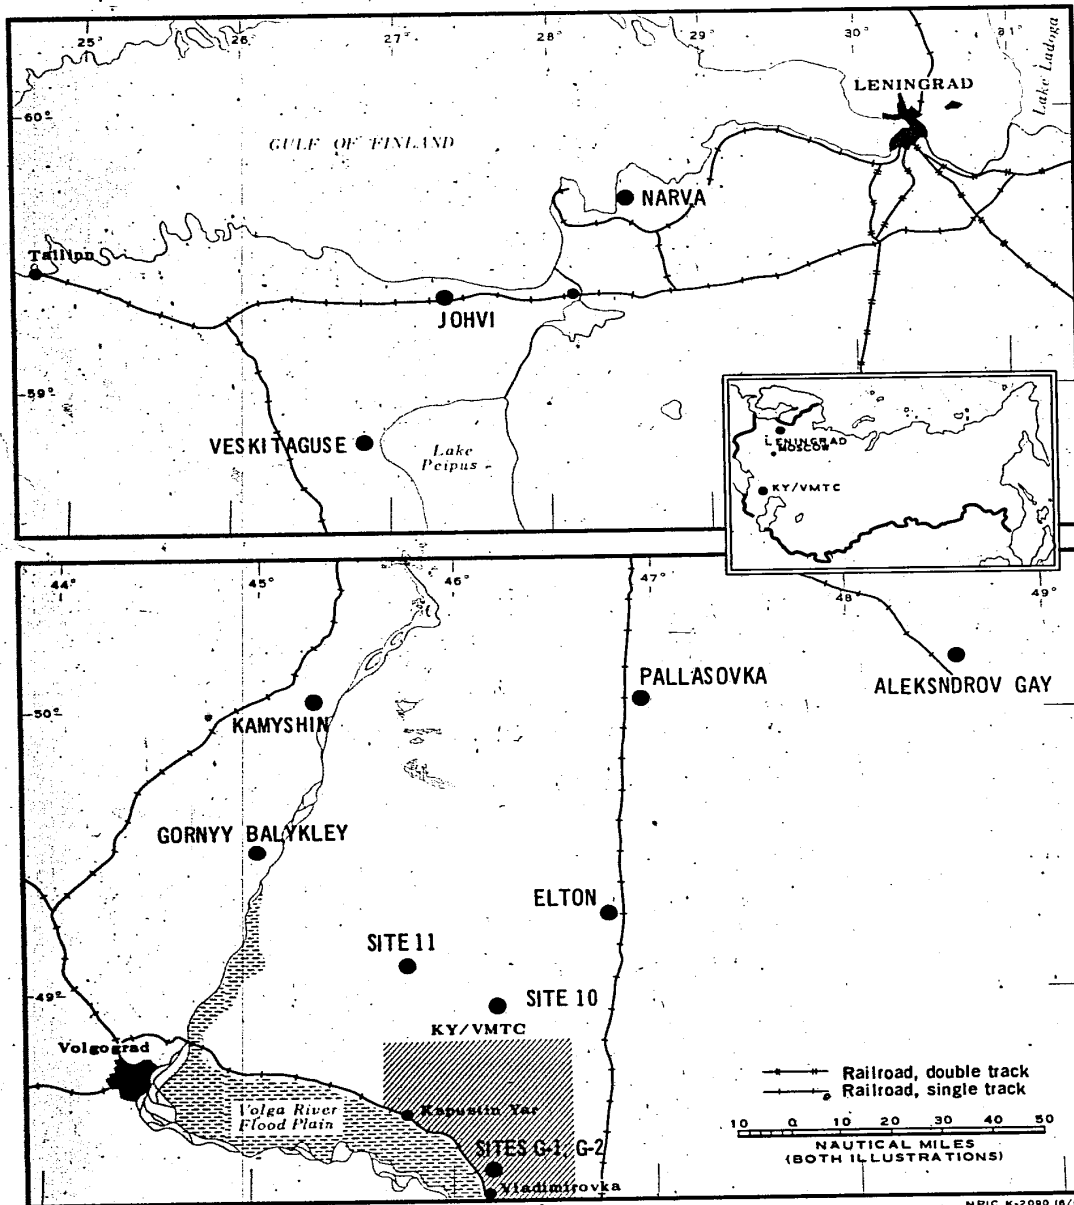 25°
26°
27°
28°
29°
30°
31°
Lake Ladoga
LENINGRAD
60°
GULF OF FINLAND
NARVA
Tallinn
JOHVI
59°
VESKITAGUSE
Lake
Peipus
LENINGRAD
MOSCOW
KY/VMTC
44°
45°
46°
47°
48
49°
PALLASOVKA
ALEKSNDROV GAY
50°
KAMYSHIN
GORNYY BALYKLEY
ELTON
SITE 11
49°
SITE 10
KY/VMTC
Volgograd
Railroad, double track
Railroad, single track
Volga River
Flood Plain
Kapustin Yar
10 0 10 20 30 40 50
NAUTICAL MILES
(BOTH ILLUSTRATIONS)
SITES G-1, G-2
Vladimirovka
NPIC K-2090 (6/